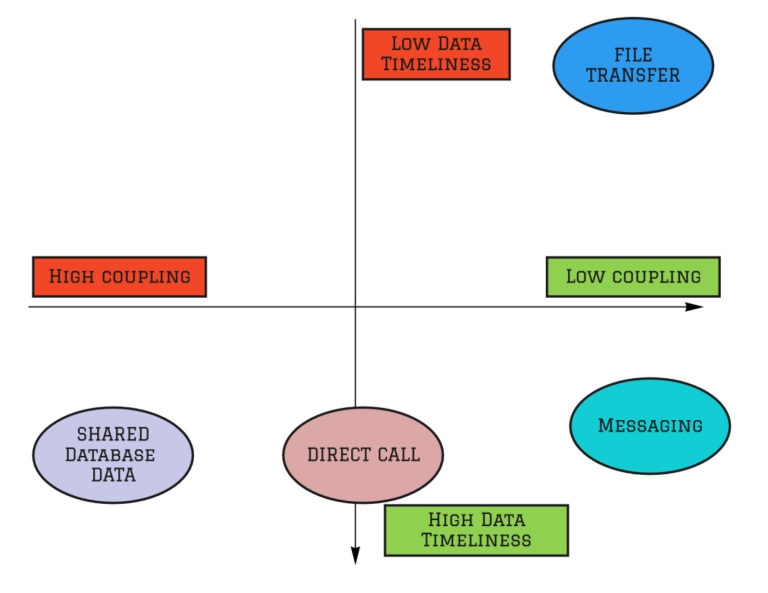 Low Data
Timeliness
FILE
TRANSFER
High coupling
Low coupling
SHARED
Database
DATA
DIRECT CALL
Messaging
High Data
Timeliness